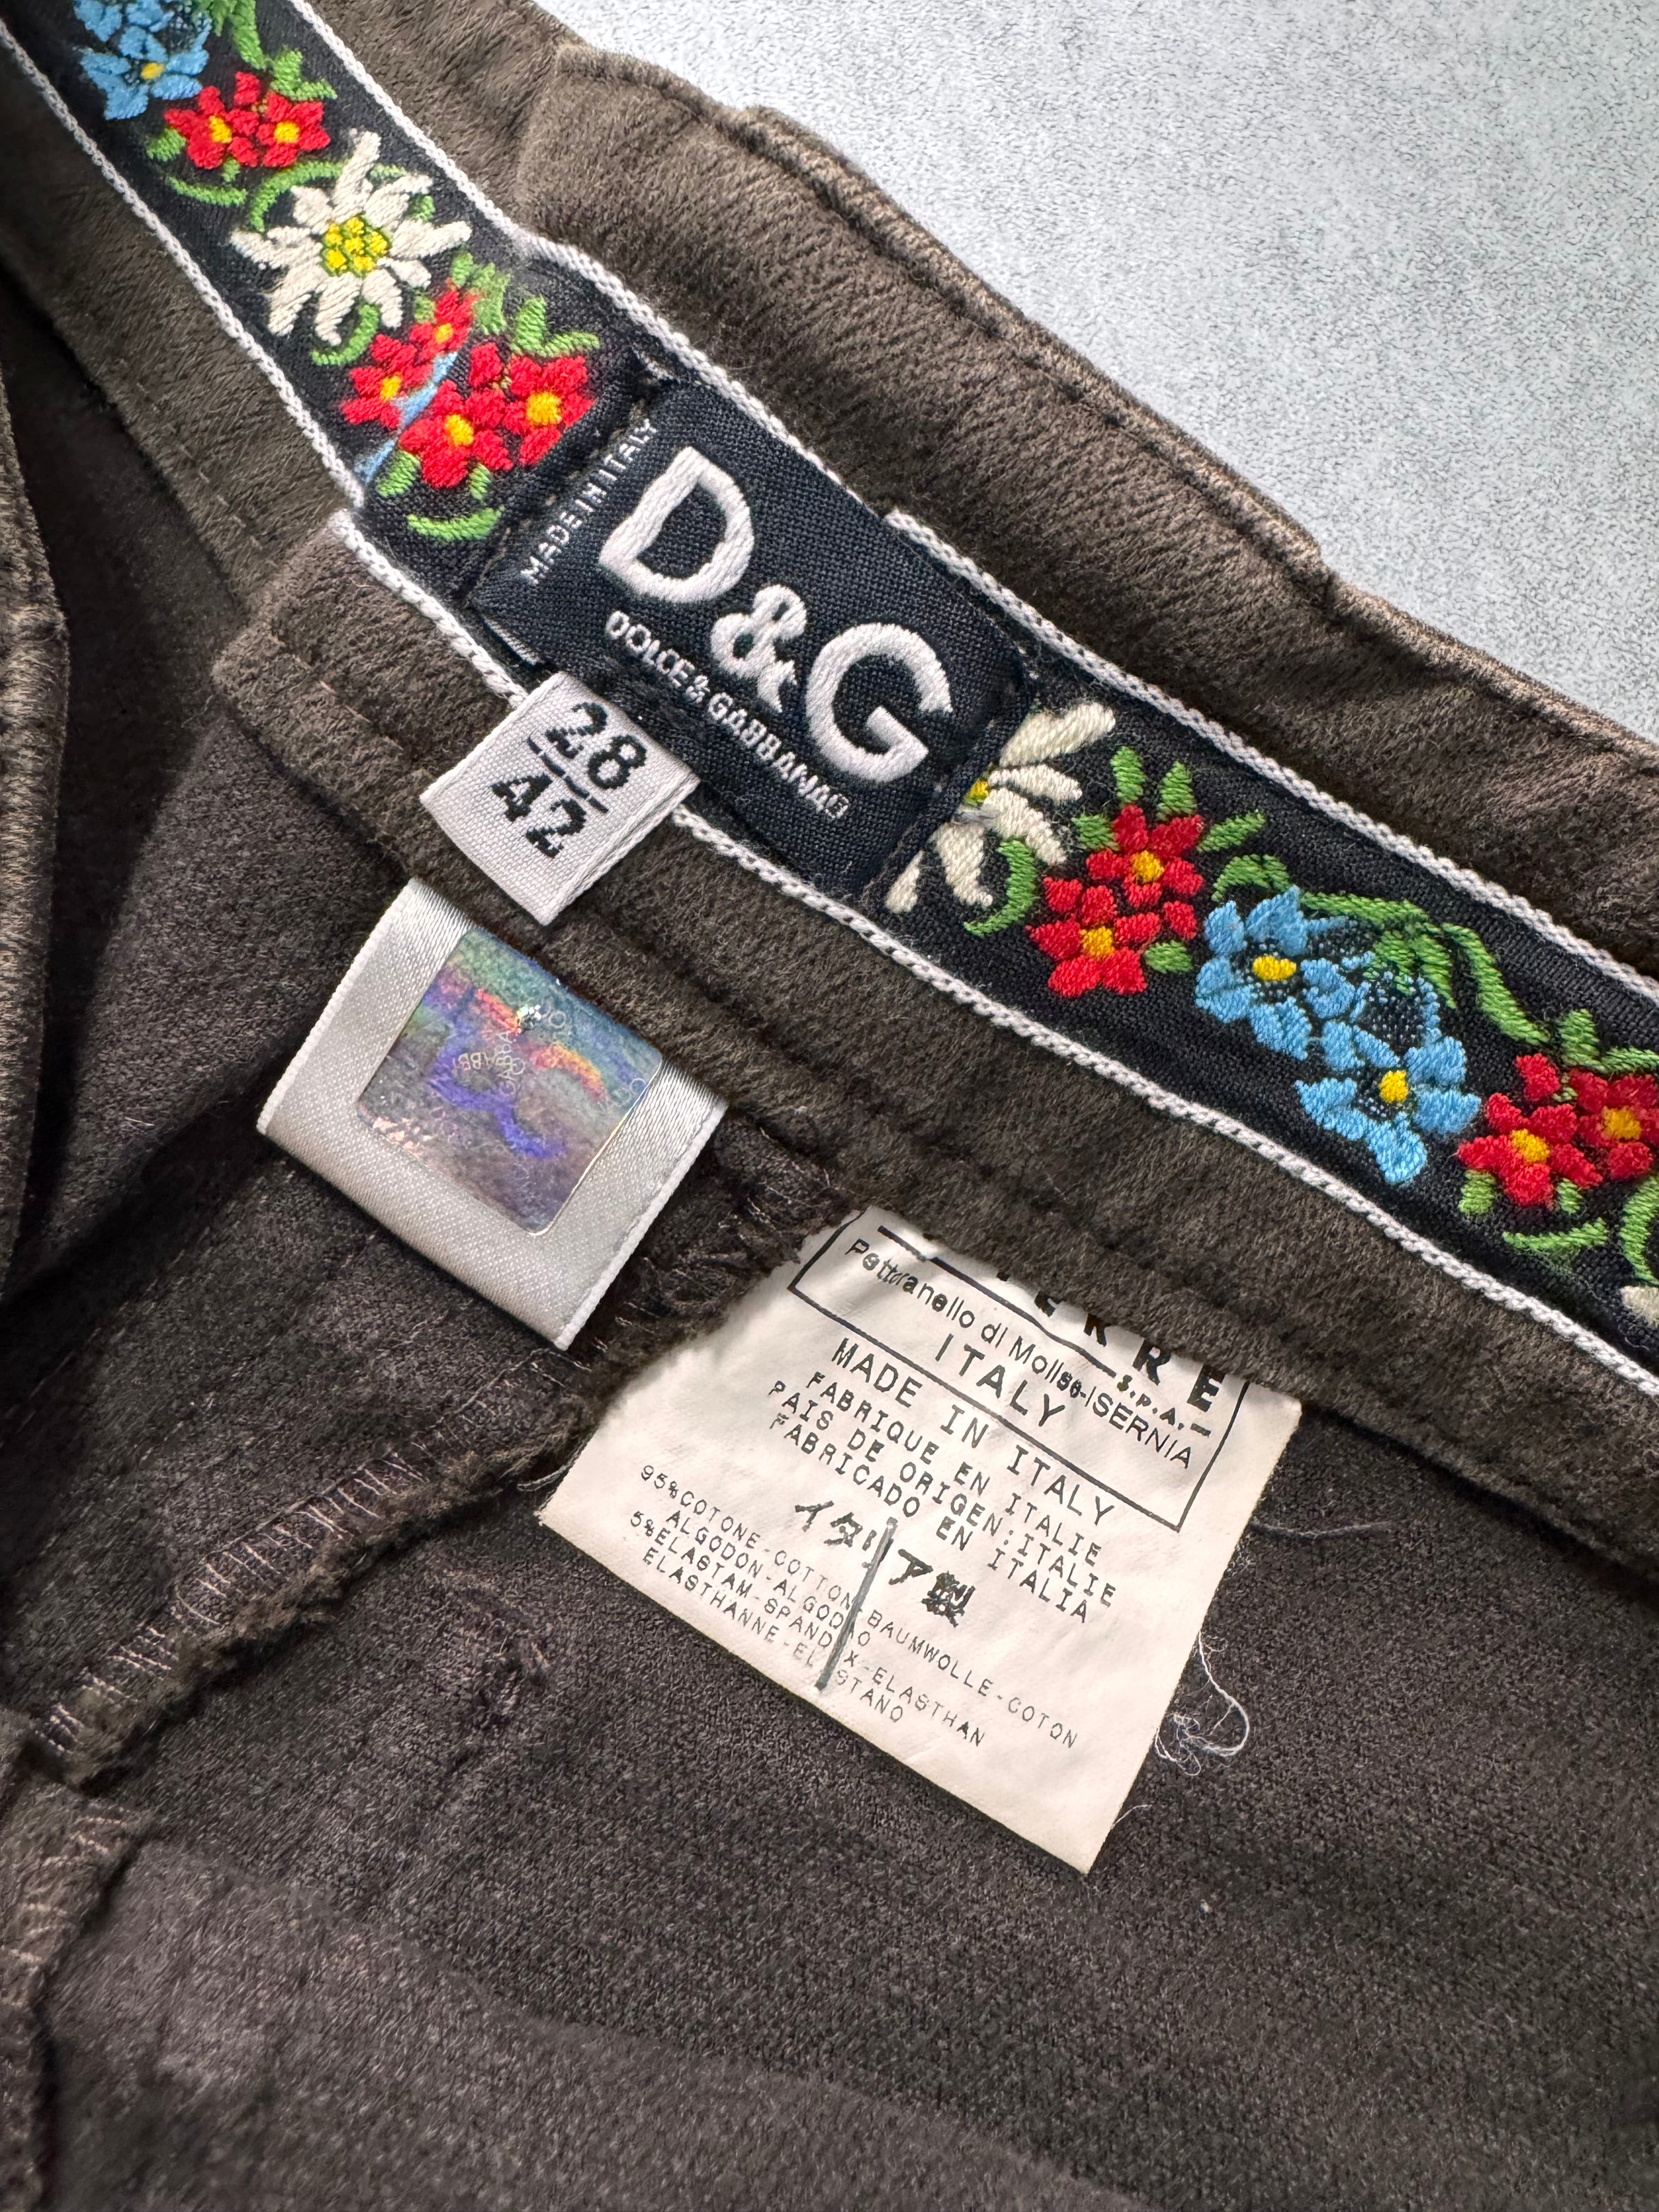 MADE IN ITALY
D&G
DOLCE & GABBANA
28
42
S.P.A.
Pettoranello di Molise-ISERNIA
ITALY
MADE IN ITALY
FABRIQUE EN ITALIE
PAIS DE ORIGEN:ITALIE
FABRICADO EN ITALIA
イタリア製
95%COTONE-COTTON-BAUMWOLLE-COTON
ALGODON-ALGODAO
5%ELASTAM-SPANDEX-ELASTHAN
ELASTHANNE-ELASTANO